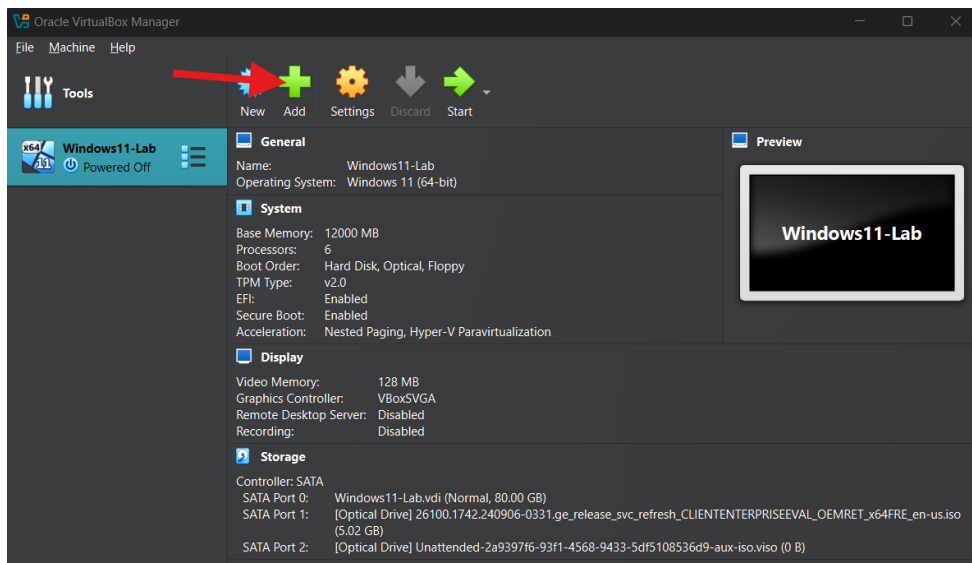 Oracle VirtualBox Manager
File Machine Help
Tools
New Add Settings Discard Start
x64
11
Windows11-Lab
Powered Off
General
Name: Windows11-Lab
Operating System: Windows 11 (64-bit)
System
Base Memory: 12000 MB
Processors: 6
Boot Order: Hard Disk, Optical, Floppy
TPM Type: v2.0
EFI: Enabled
Secure Boot: Enabled
Acceleration: Nested Paging, Hyper-V Paravirtualization
Display
Video Memory: 128 MB
Graphics Controller: VBoxSVGA
Remote Desktop Server: Disabled
Recording: Disabled
Storage
Controller: SATA
SATA Port 0: Windows11-Lab.vdi (Normal, 80.00 GB)
SATA Port 1: [Optical Drive] 26100.1742.240906-0331.ge_release_svc_refresh_CLIENTENTERPRISEEVAL_OEMRET_x64FRE_en-us.iso
(5.02 GB)
SATA Port 2: [Optical Drive] Unattended-2a9397f6-93f1-4568-9433-5df5108536d9-aux-iso.viso (0 B)
Preview
Windows11-Lab